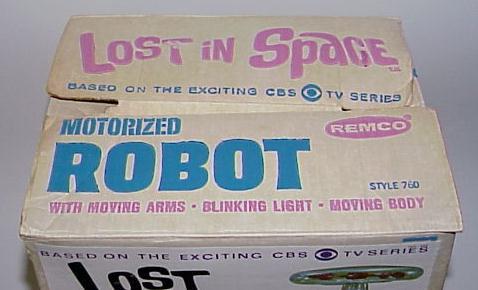 LOST IN SPACE TM
BASED ON THE EXCITING CBS TV SERIES
MOTORIZED
REMCO
ROBOT
STYLE 760
WITH MOVING ARMS • BLINKING LIGHT • MOVING BODY
BASED ON THE EXCITING CBS TV SERIES
LOST